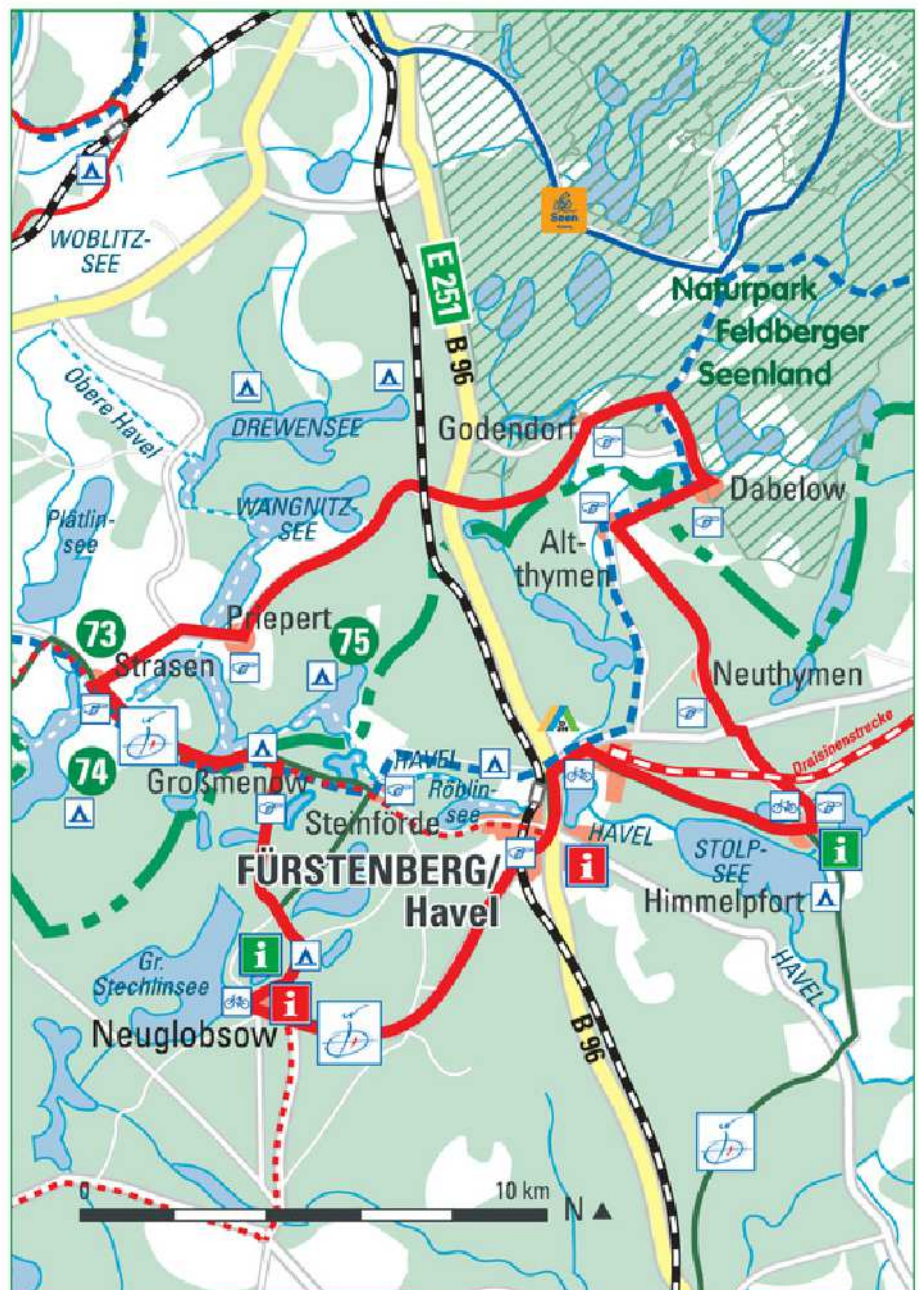 Seen
WOBLITZ-
SEE
E 251
B 96
Naturpark
Feldberger
Seenland
Obere Havel
DREWENSEE
Godendorf
Dabelow
Plätlin-
see
WANGNITZ-
SEE
Alt-
thymen
Priepert
73
75
Strasen
Neuthymen
Draisinenstrecke
74
Großmenow
HAVEL
Röblin-
see
Steinförde
HAVEL
STOLP-
SEE
FÜRSTENBERG/
Havel
i
i
Himmelpfort
Gr.
Stechlinsee
i
i
HAVEL
Neuglobsow
B 96
0
10 km
N